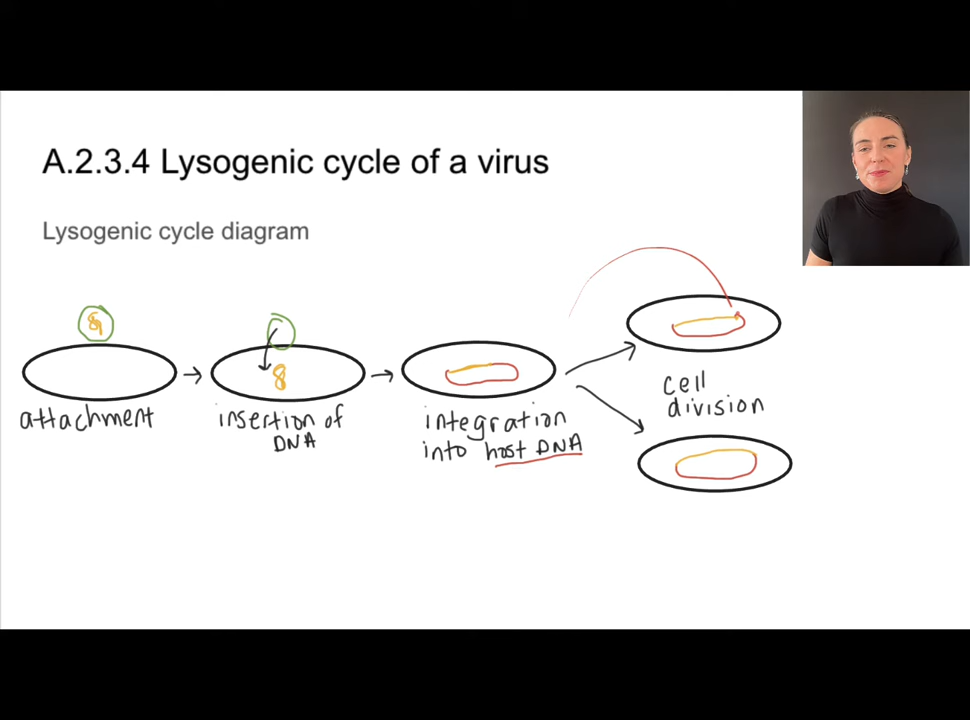 A.2.3.4 Lysogenic cycle of a virus
Lysogenic cycle diagram
attachment
insertion of
DNA
integration
into host DNA
cell
division